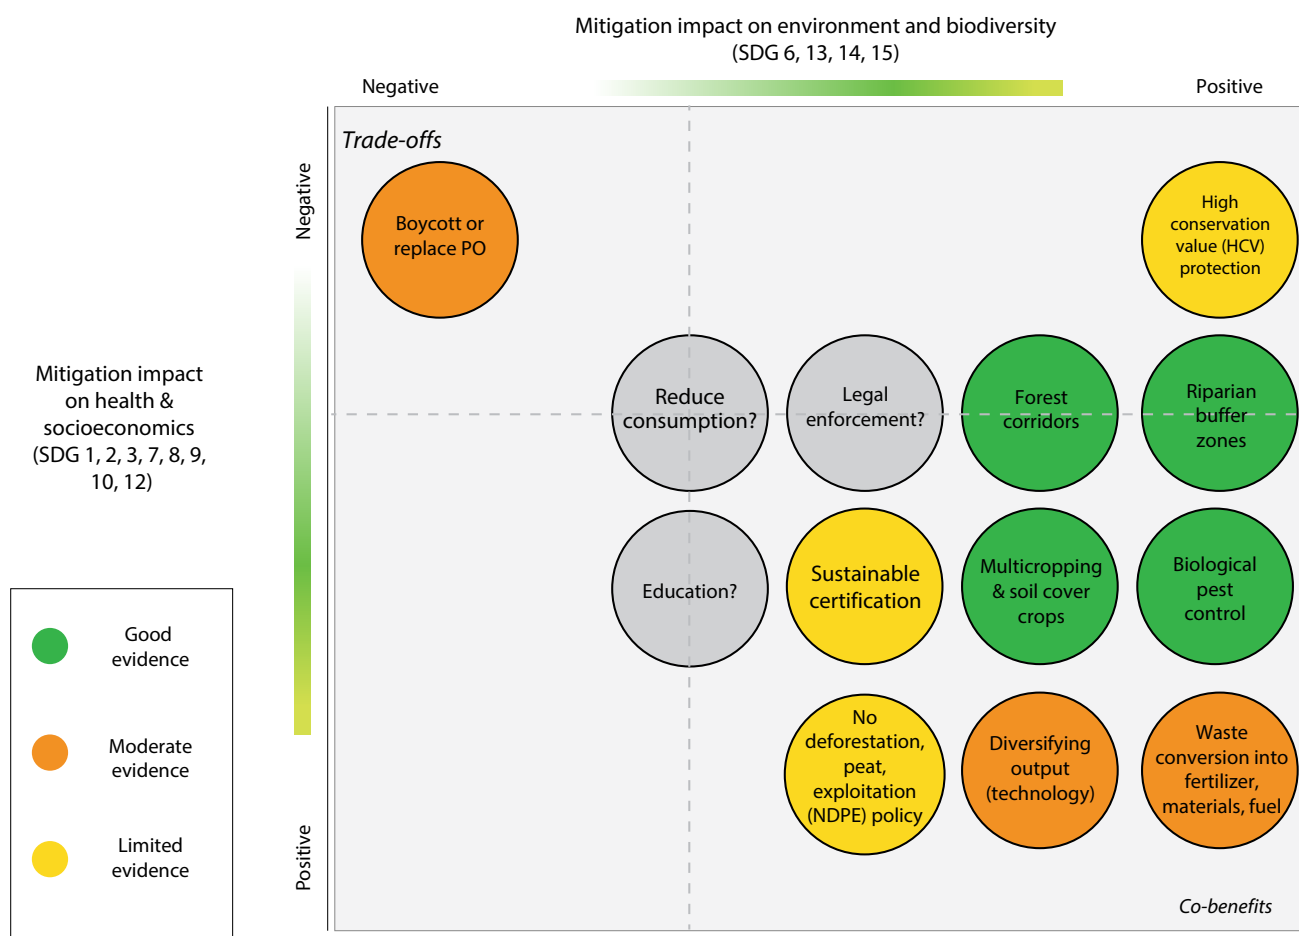 Mitigation impact on environment and biodiversity
(SDG 6, 13, 14, 15)
Negative
Positive
Trade-offs
Negative
Boycott or
replace PO
High
conservation
value (HCV)
protection
Mitigation impact
on health &
socioeconomics
(SDG 1, 2, 3, 7, 8, 9,
10, 12)
Reduce
consumption?
Legal
enforcement?
Forest
corridors
Riparian
buffer
zones
Education?
Sustainable
certification
Multicropping
& soil cover
crops
Biological
pest
control
No
deforestation,
peat,
exploitation
(NDPE) policy
Diversifying
output
(technology)
Waste
conversion into
fertilizer,
materials, fuel
Positive
Co-benefits
Good
evidence
Moderate
evidence
Limited
evidence